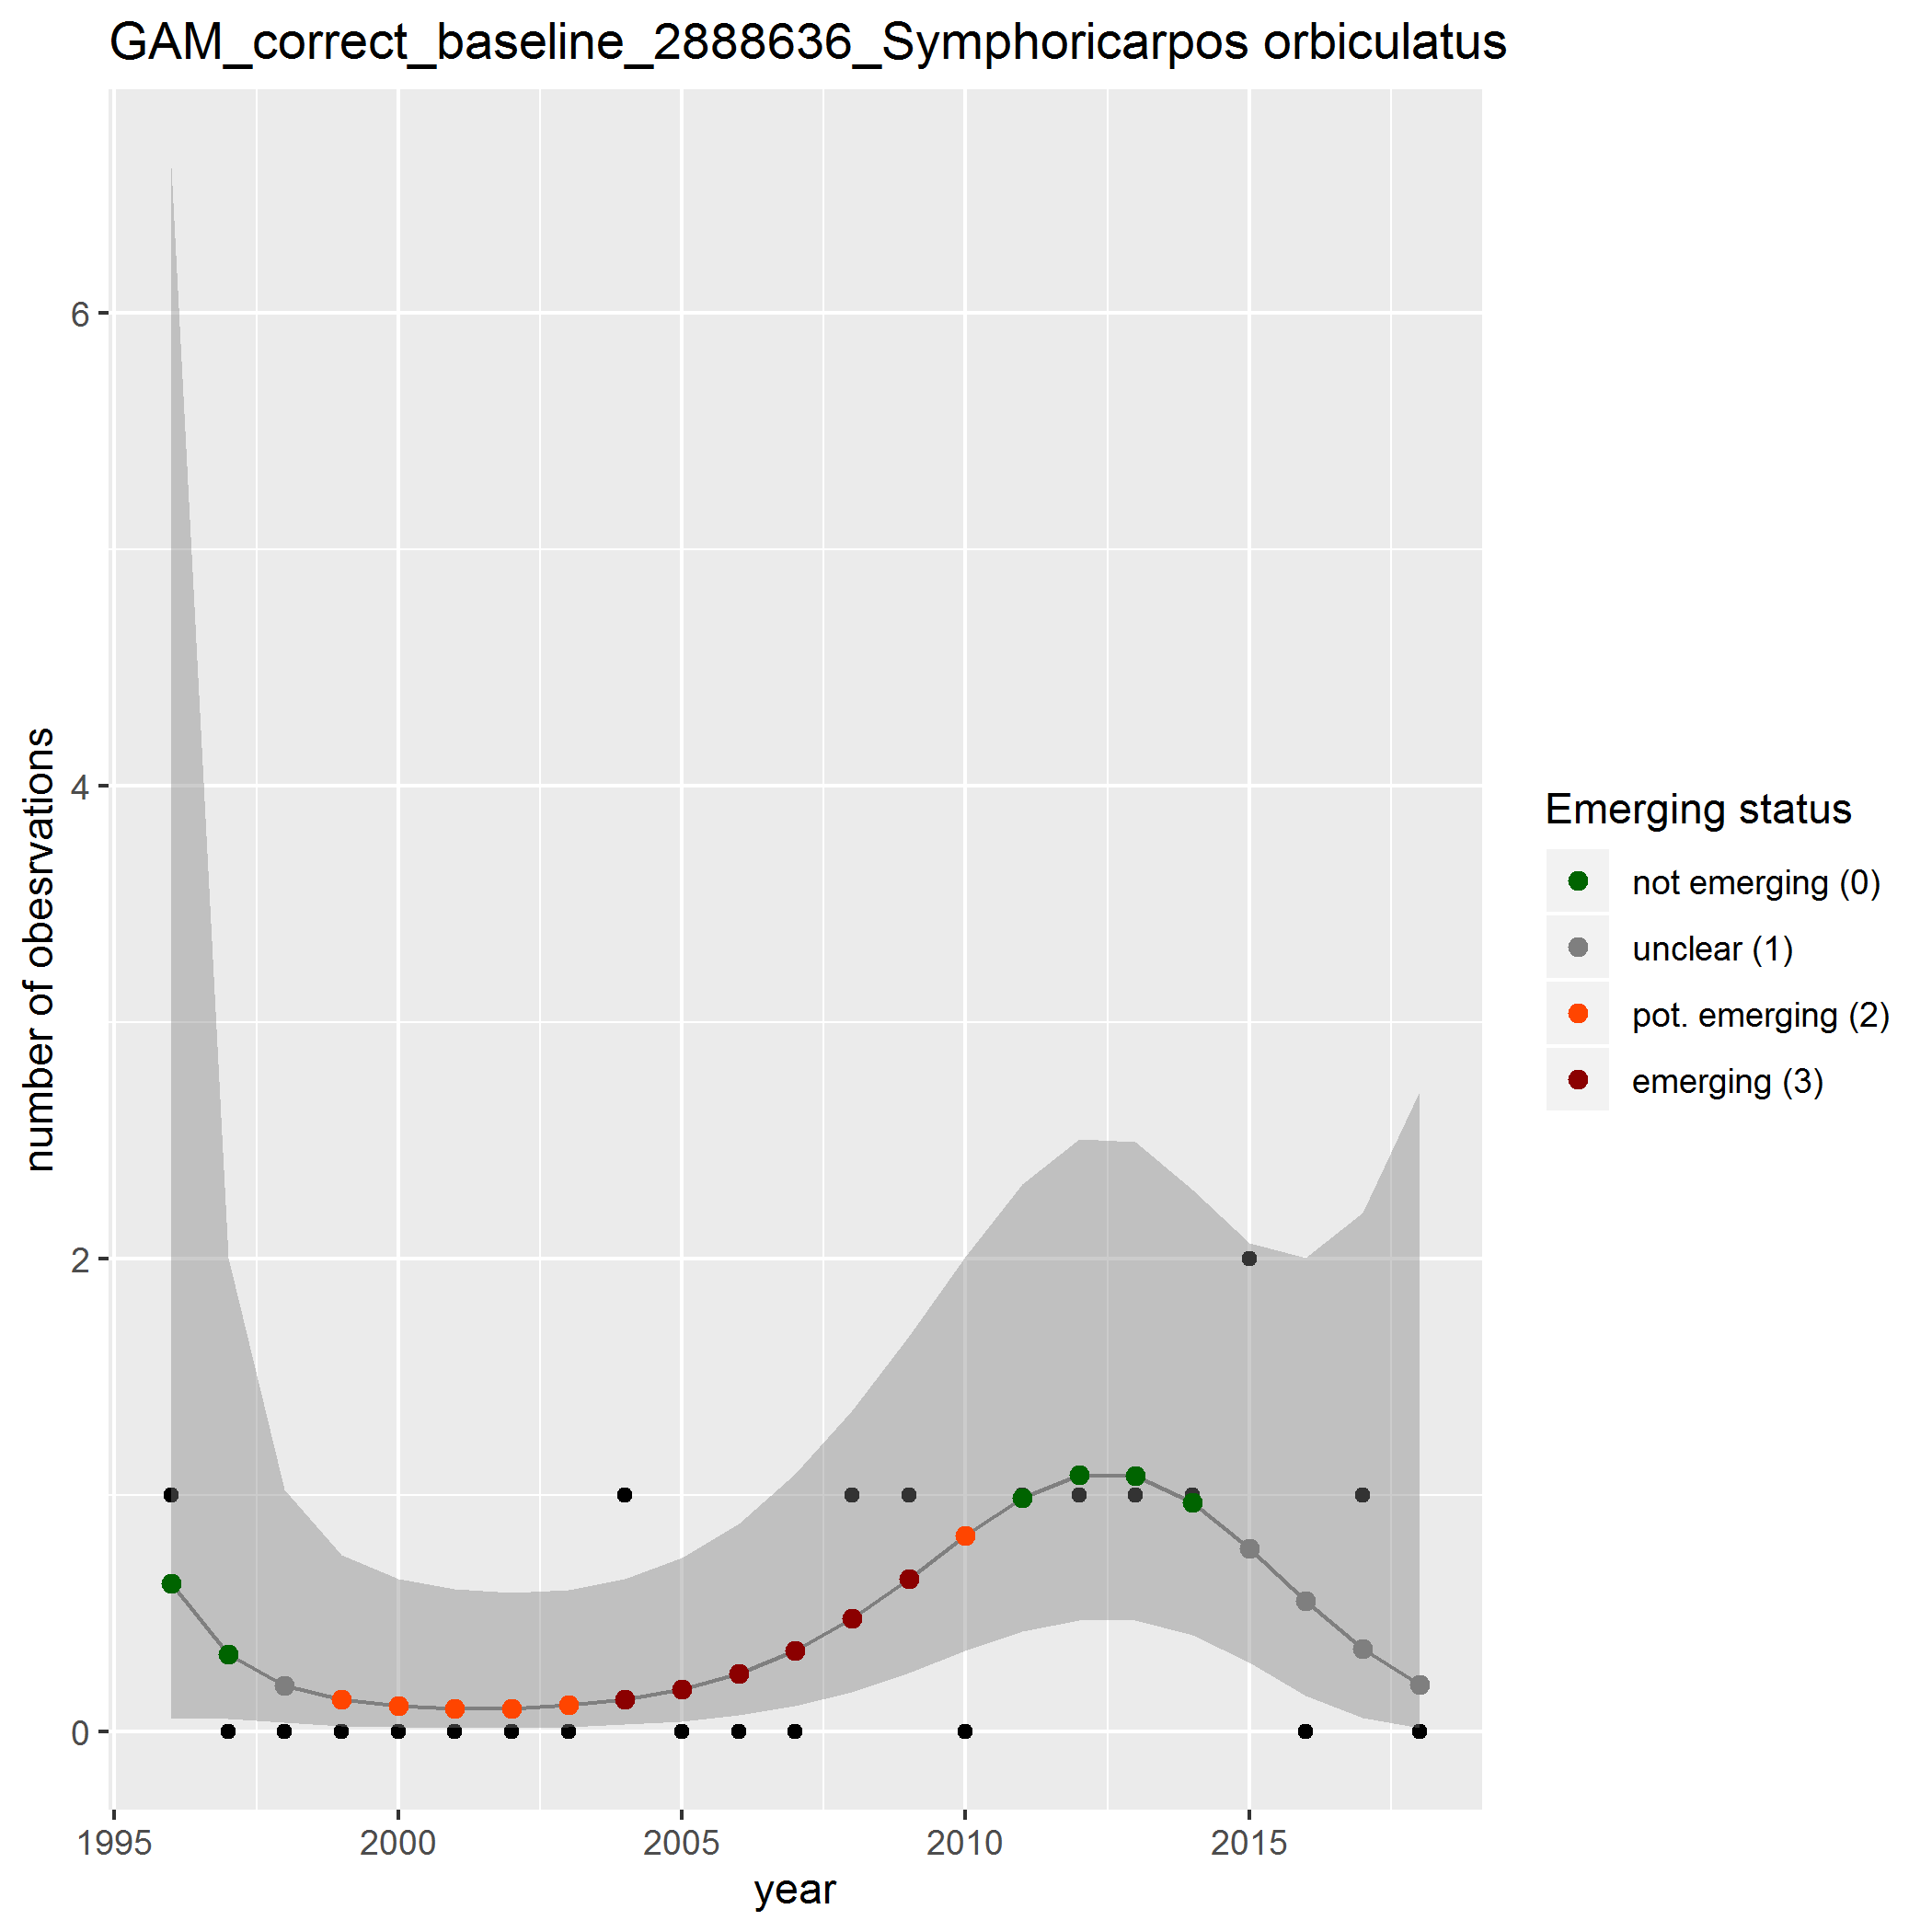 GAM_correct_baseline_2888636_Symphoricarpos orbiculatus
6
4
2
0
number of obesrvations
1995
2000
2005
2010
2015
year
Emerging status
not emerging (0)
unclear (1)
pot. emerging (2)
emerging (3)